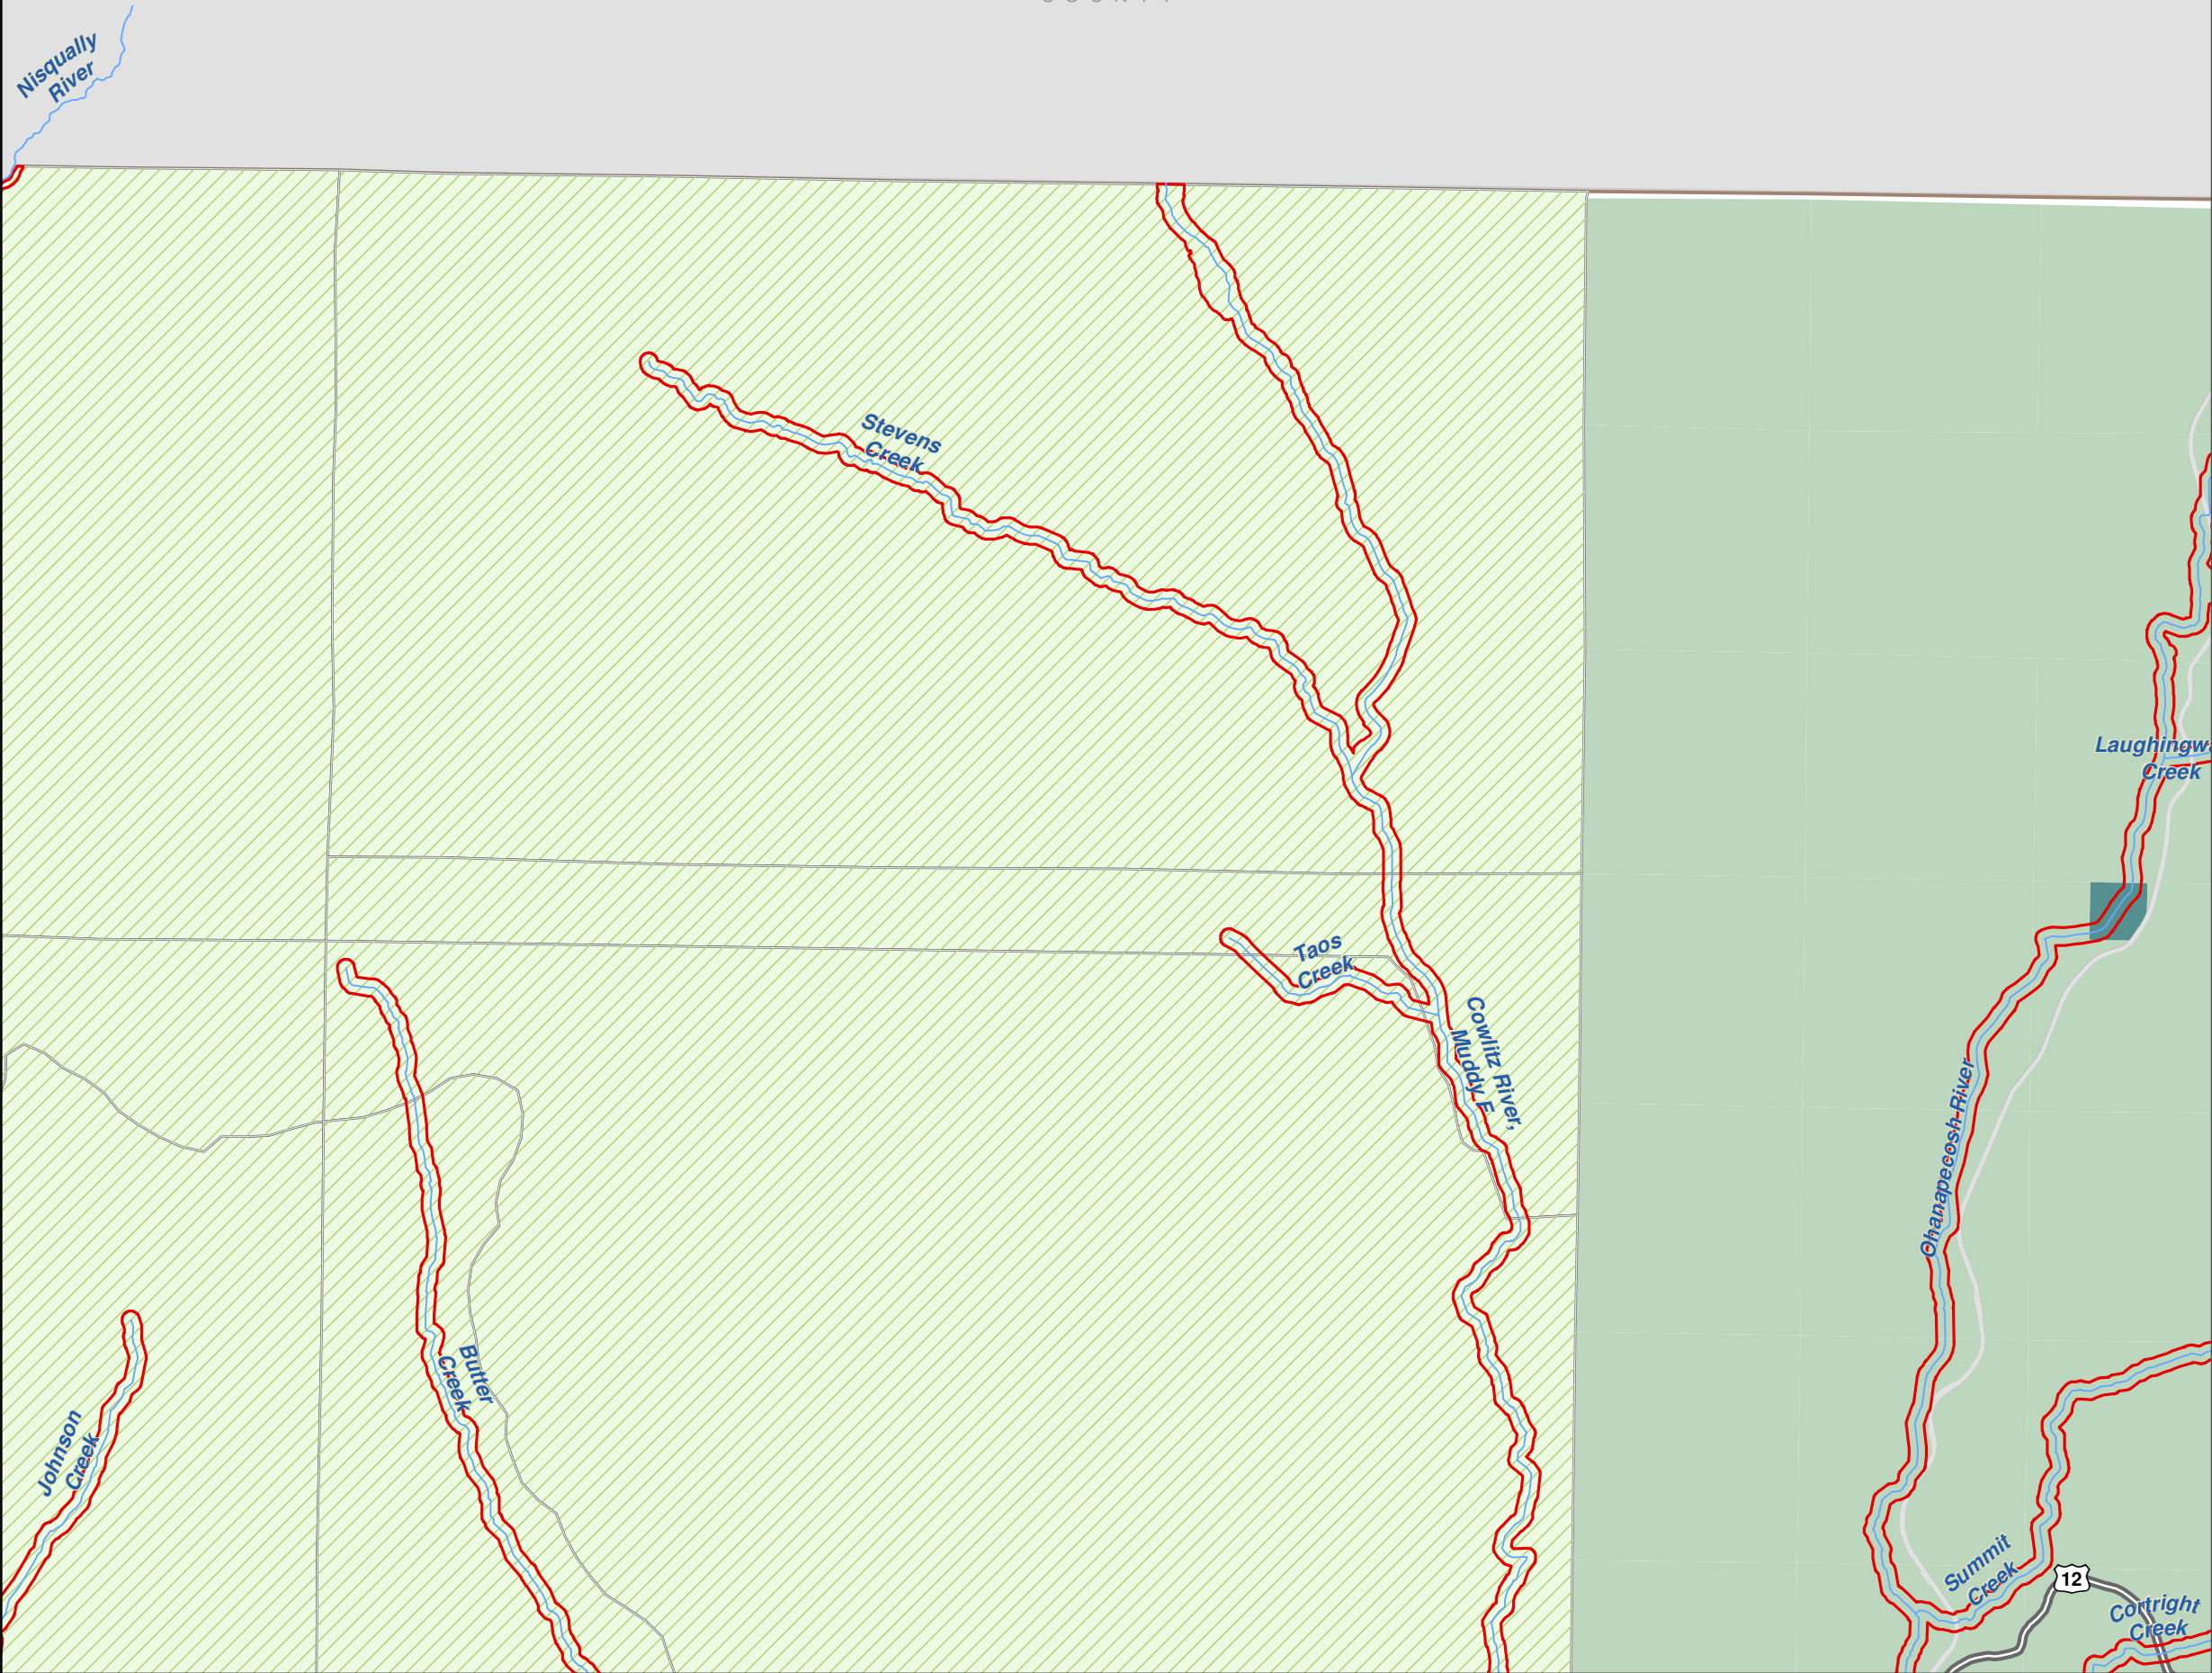 Nisqually
River
Stevens
Creek
Laughingw
Creek
Taos
Creek
Cowlitz River,
Muddy F
Ohanapecosh River
Butter
Creek
Johnson
Creek
Summit
Creek
12
Cortright
Creek